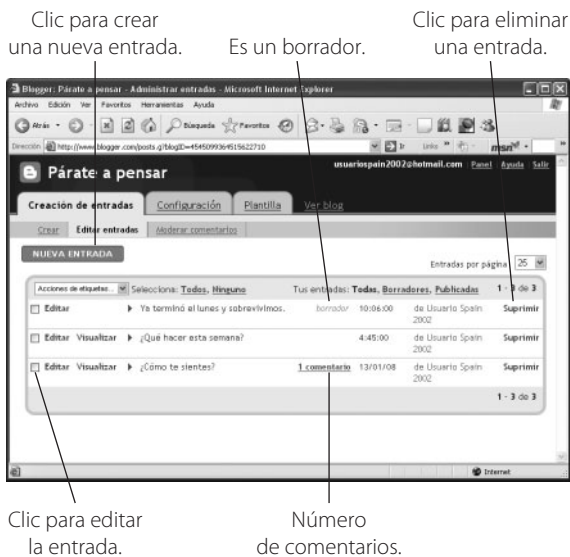 Clic para crear
una nueva entrada.
Es un borrador.
Clic para eliminar
una entrada.
Blogger: Párate a pensar - Administrar entradas - Microsoft Internet Explorer
Archivo Edición Ver Favoritos Herramientas Ayuda
Atrás Búsqueda Favoritos
Dirección http://www.blogger.com/posts.g?blogID=4545099364515622710 Ir Links » msn »
usuariospain2002@hotmail.com | Panel Ayuda Salir
Párate a pensar
Creación de entradas Configuración Plantilla Ver blog
Crear Editar entradas Moderar comentarios
NUEVA ENTRADA
Entradas por página 25
Acciones de etiquetas... Selecciona: Todos, Ninguno Tus entradas: Todas, Borradores, Publicadas 1 - 3 de 3
Editar Ya terminó el lunes y sobrevivimos. borrador 10:06:00 de Usuario Spain 2002 Suprimir
Editar Visualizar ¿Qué hacer esta semana? 4:45:00 de Usuario Spain 2002 Suprimir
Editar Visualizar ¿Cómo te sientes? 1 comentario 13/01/08 de Usuario Spain 2002 Suprimir
1 - 3 de 3
Internet
Clic para editar
la entrada.
Número
de comentarios.